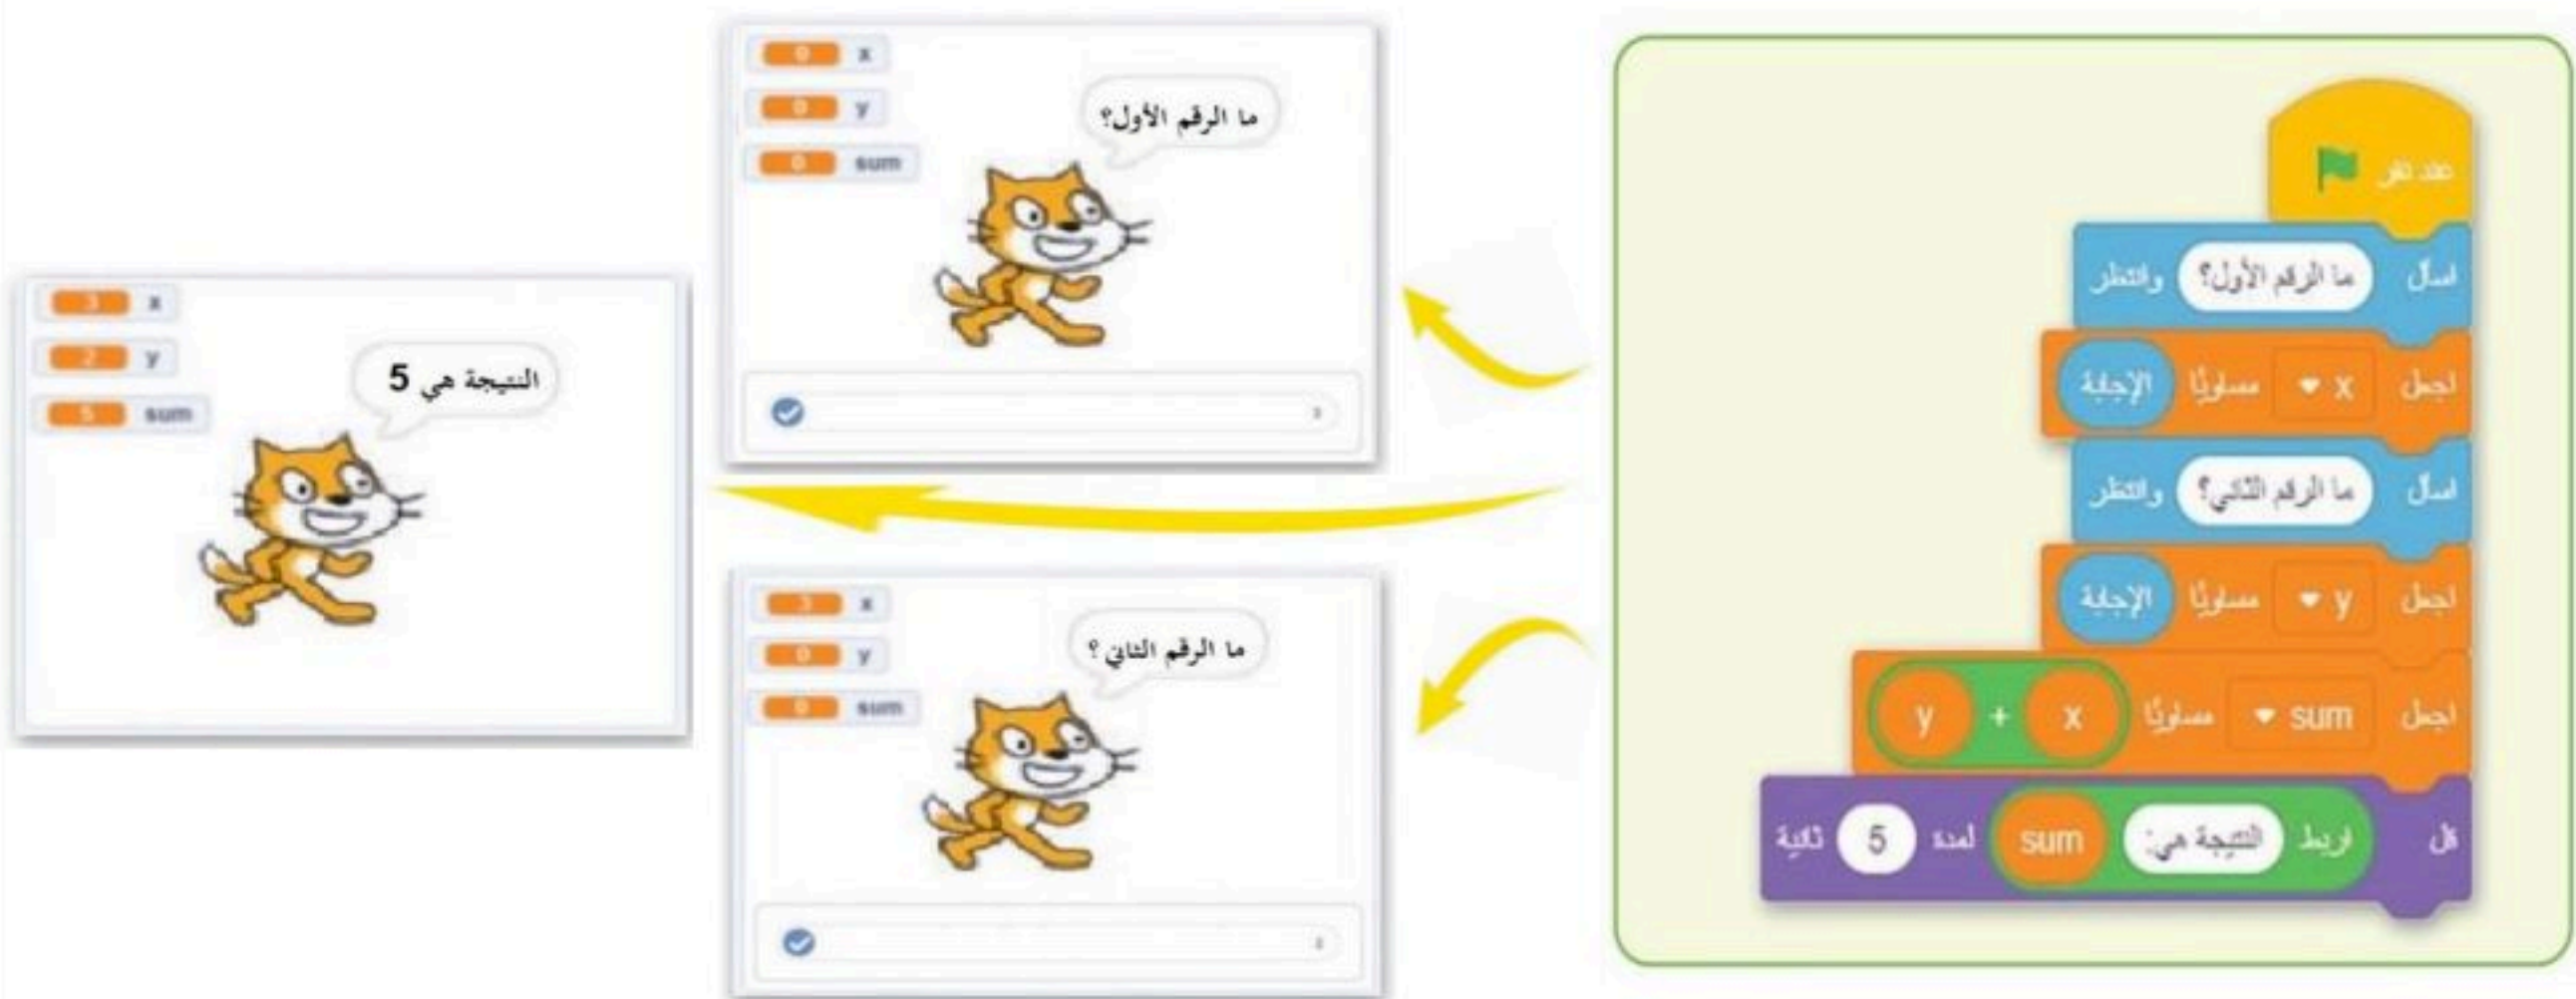 عند نقر
اسأل ما الرقم الأول؟ وانتظر
اجعل x مساويًا الإجابة
اسأل ما الرقم الثاني؟ وانتظر
اجعل y مساويًا الإجابة
اجعل sum مساويًا x + y
قل اربط النتيجة هي: sum لمدة 5 ثانية
0 x
0 y
0 sum
ما الرقم الأول؟
3 x
0 y
0 sum
ما الرقم الثاني ؟
3 x
2 y
5 sum
النتيجة هي 5